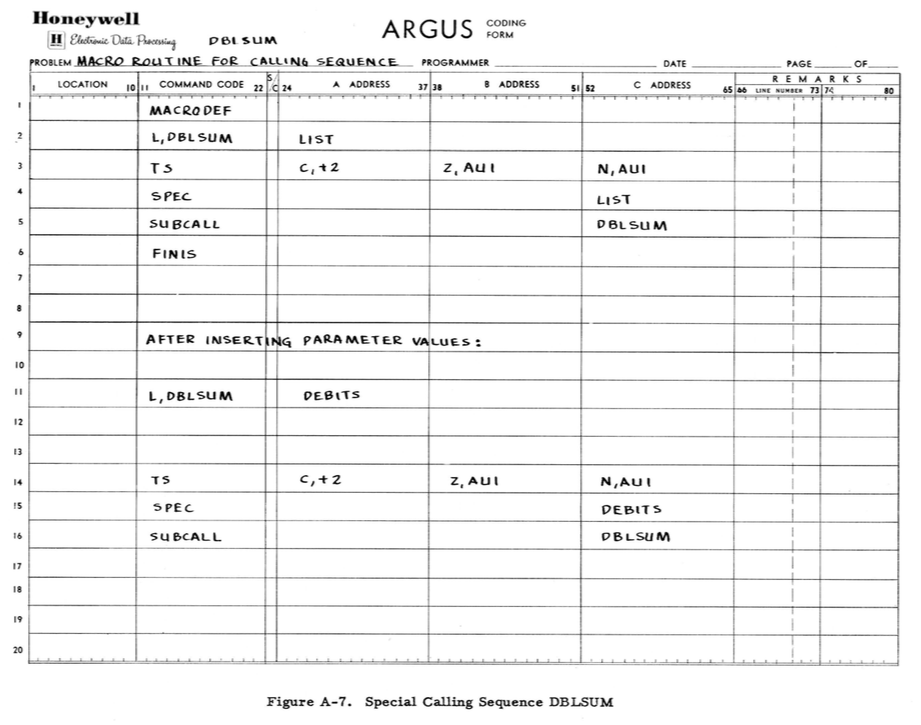 Honeywell
H Electronic Data Processing DBLSUM
ARGUS CODING FORM
PROBLEM MACRO ROUTINE FOR CALLING SEQUENCE PROGRAMMER DATE PAGE OF
LOCATION COMMAND CODE S/C A ADDRESS B ADDRESS C ADDRESS REMARKS
1 10 11 22 24 37 38 51 52 65 66 LINE NUMBER 73 74 80
1 MACRODEF
2 L,DBLSUM LIST
3 TS C,+2 Z,AU1 N,AU1
4 SPEC LIST
5 SUBCALL DBLSUM
6 FINIS
7
8
9 AFTER INSERTING PARAMETER VALUES:
10
11 L,DBLSUM DEBITS
12
13
14 TS C,+2 Z,AU1 N,AU1
15 SPEC DEBITS
16 SUBCALL DBLSUM
17
18
19
20
Figure A-7. Special Calling Sequence DBLSUM